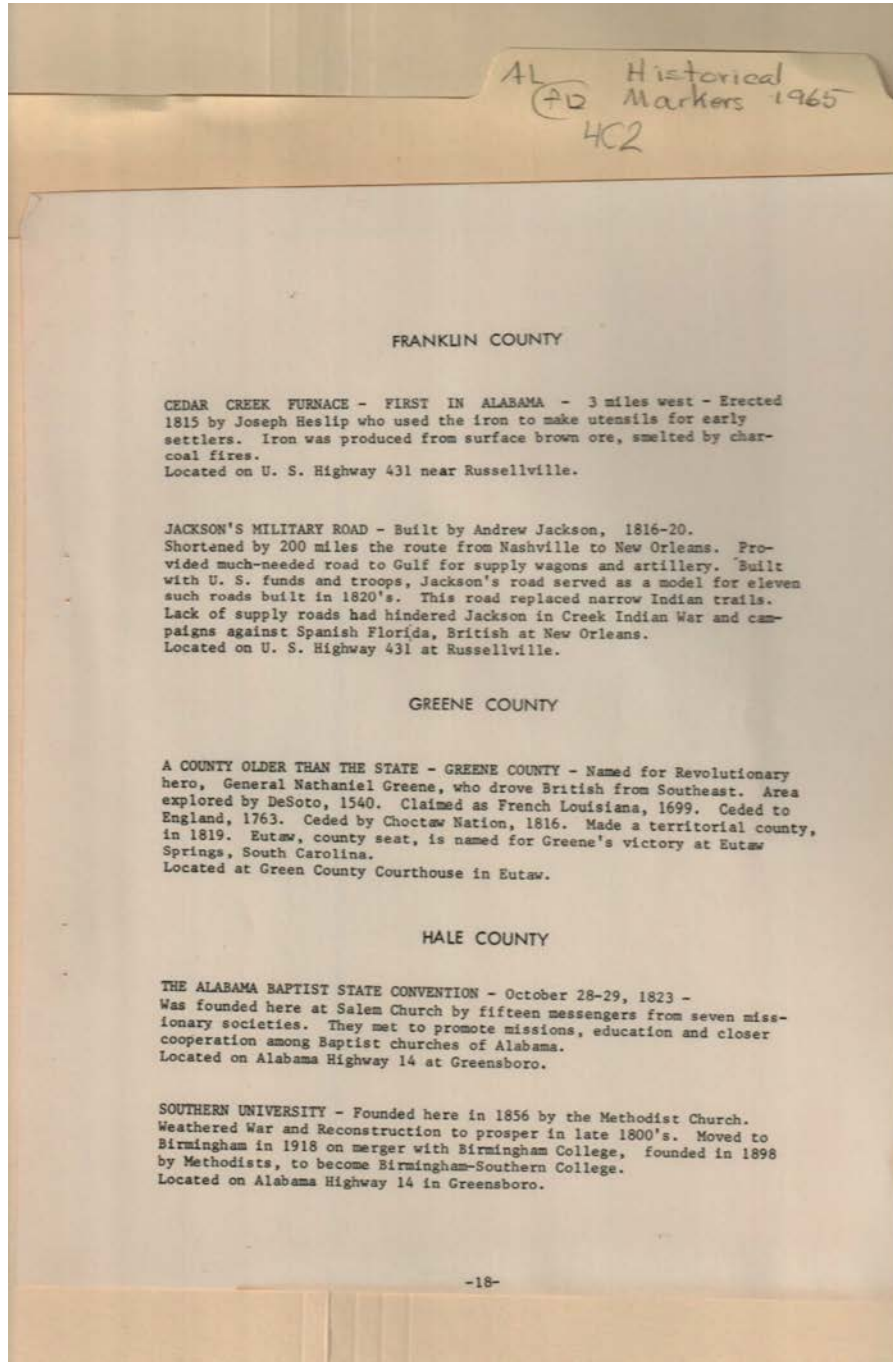 AL Historical
Markers 1965
4C2
FRANKLIN COUNTY
CEDAR CREEK FURNACE - FIRST IN ALABAMA - 3 miles west - Erected
1815 by Joseph Heslip who used the iron to make utensils for early
settlers. Iron was produced from surface brown ore, smelted by char-
coal fires.
Located on U. S. Highway 431 near Russellville.
JACKSON'S MILITARY ROAD - Built by Andrew Jackson, 1816-20.
Shortened by 200 miles the route from Nashville to New Orleans. Pro-
vided much-needed road to Gulf for supply wagons and artillery. Built
with U. S. funds and troops, Jackson's road served as a model for eleven
such roads built in 1820's. This road replaced narrow Indian trails.
Lack of supply roads had hindered Jackson in Creek Indian War and cam-
paigns against Spanish Florida, British at New Orleans.
Located on U. S. Highway 431 at Russellville.
GREENE COUNTY
A COUNTY OLDER THAN THE STATE - GREENE COUNTY - Named for Revolutionary
hero, General Nathaniel Greene, who drove British from Southeast. Area
explored by DeSoto, 1540. Claimed as French Louisiana, 1699. Ceded to
England, 1763. Ceded by Choctaw Nation, 1816. Made a territorial county,
in 1819. Eutaw, county seat, is named for Greene's victory at Eutaw
Springs, South Carolina.
Located at Green County Courthouse in Eutaw.
HALE COUNTY
THE ALABAMA BAPTIST STATE CONVENTION - October 28-29, 1823 -
Was founded here at Salem Church by fifteen messengers from seven miss-
ionary societies. They met to promote missions, education and closer
cooperation among Baptist churches of Alabama.
Located on Alabama Highway 14 at Greensboro.
SOUTHERN UNIVERSITY - Founded here in 1856 by the Methodist Church.
Weathered War and Reconstruction to prosper in late 1800's. Moved to
Birmingham in 1918 on merger with Birmingham College, founded in 1898
by Methodists, to become Birmingham-Southern College.
Located on Alabama Highway 14 in Greensboro.
-18-